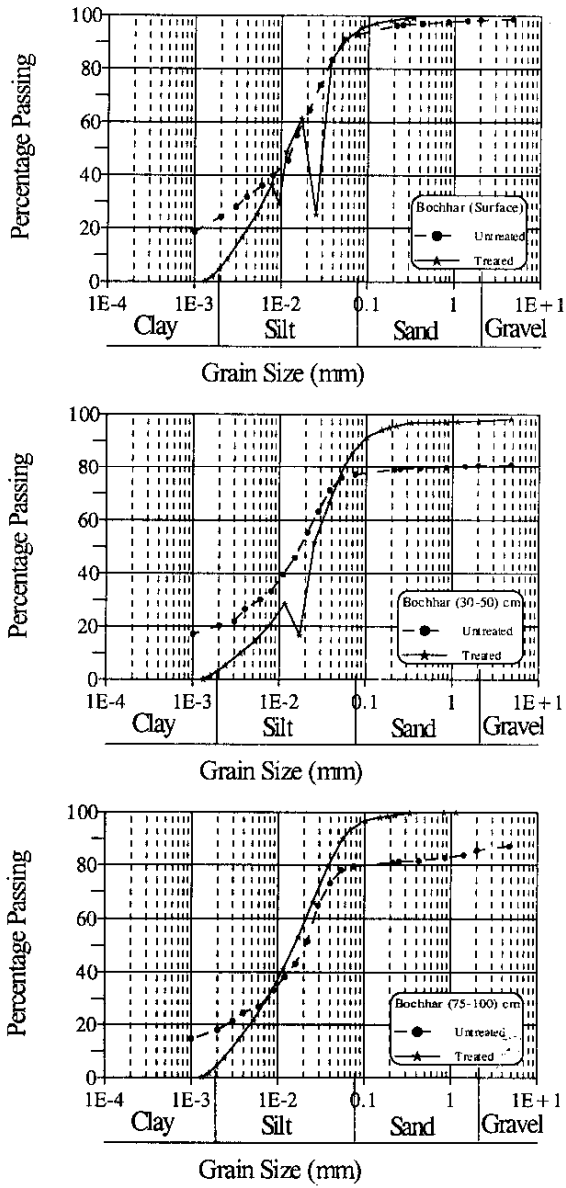 Percentage Passing
100
80
60
40
20
0
Bochhar (Surface)
Untreated
Treated
1E-4 1E-3 1E-2 0.1 1 1E+1
Clay Silt Sand Gravel
Grain Size (mm)
Percentage Passing
100
80
60
40
20
0
Bochhar (30-50) cm
Untreated
Treated
1E-4 1E-3 1E-2 0.1 1 1E+1
Clay Silt Sand Gravel
Grain Size (mm)
Percentage Passing
100
80
60
40
20
0
Bochhar (75-100) cm
Untreated
Treated
1E-4 1E-3 1E-2 0.1 1 1E+1
Clay Silt Sand Gravel
Grain Size (mm)